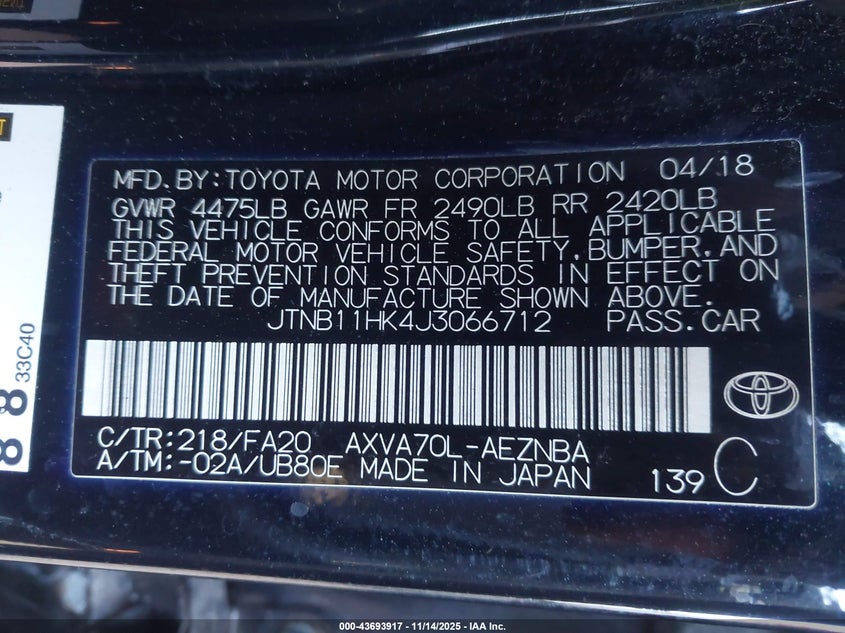 MFD.BY:TOYOTA MOTOR CORPORATION 04/18
GVWR 4475LB GAWR FR 2490LB RR 2420LB
THIS VEHICLE CONFORMS TO ALL APPLICABLE
FEDERAL MOTOR VEHICLE SAFETY,BUMPER,AND
THEFT PREVENTION STANDARDS IN EFFECT ON
THE DATE OF MANUFACTURE SHOWN ABOVE.
JTNB11HK4J3066712 PASS.CAR
C/TR:218/FA20 AXVA70L-AEZNBA
A/TM:-02A/UB80E MADE IN JAPAN 139 C
33C40
8
8
000-43693917 - 11/14/2025 - IAA Inc.